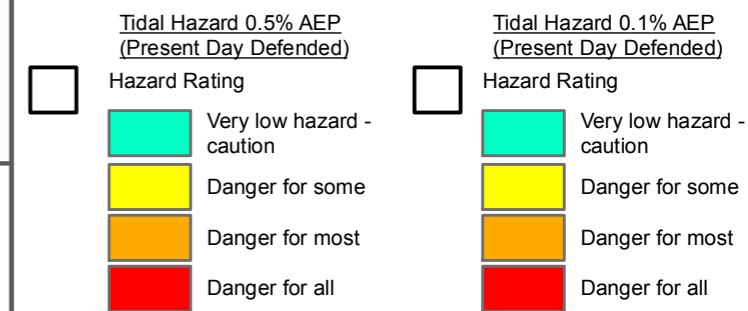 Tidal Hazard 0.5% AEP
(Present Day Defended)
Hazard Rating
Very low hazard -
caution
Danger for some
Danger for most
Danger for all
Tidal Hazard 0.1% AEP
(Present Day Defended)
Hazard Rating
Very low hazard -
caution
Danger for some
Danger for most
Danger for all